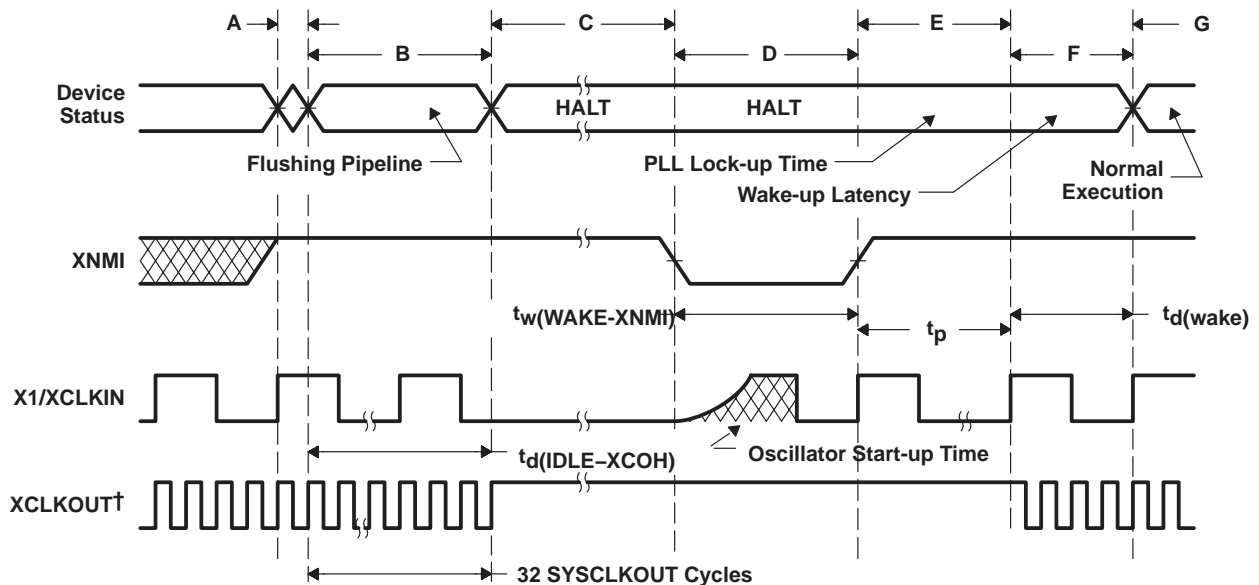 A
B
C
D
E
F
G
Device
Status
HALT
HALT
Flushing Pipeline
PLL Lock-up Time
Wake-up Latency
Normal
Execution
XNMI
tw(WAKE-XNMI)
tp
td(wake)
X1/XCLKIN
Oscillator Start-up Time
td(IDLE–XCOH)
XCLKOUT†
32 SYSCLKOUT Cycles